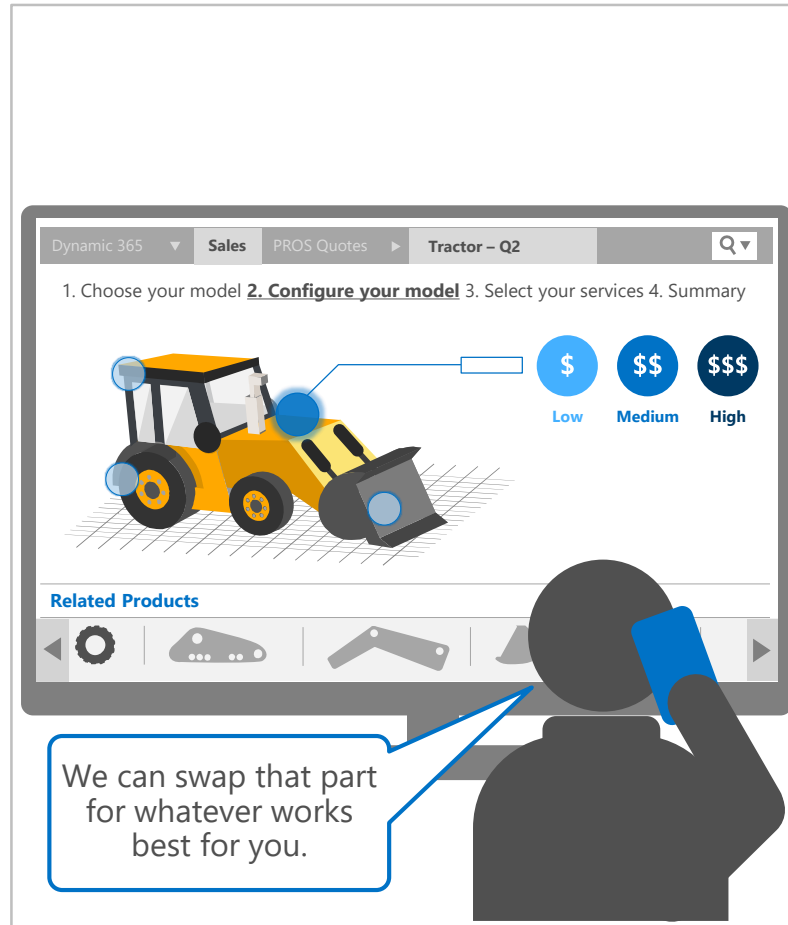 Dynamic 365 Sales PROS Quotes Tractor – Q2
1. Choose your model 2. Configure your model 3. Select your services 4. Summary
$ $$ $$$
Low Medium High
Related Products
We can swap that part
for whatever works
best for you.